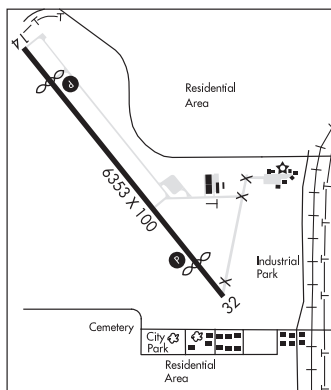 14
Residential
Area
P
6353 X 100
P
Industrial
Park
32
Cemetery
City
Park
Residential
Area